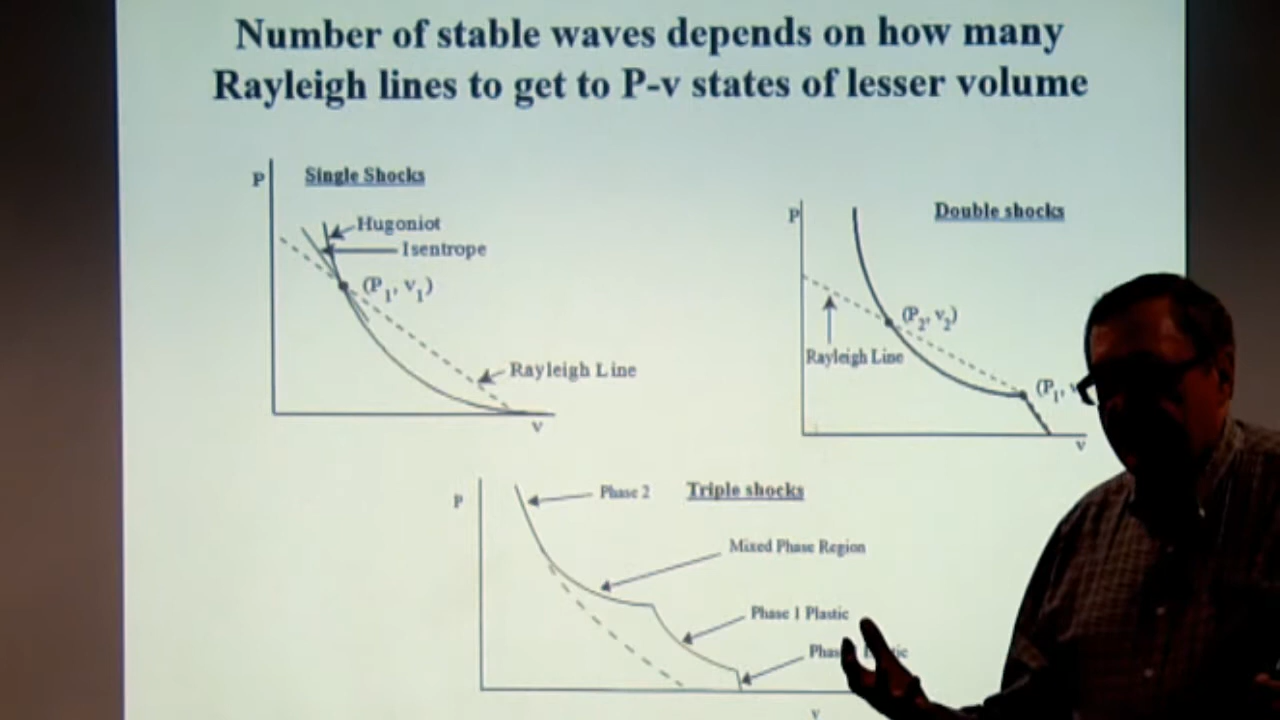 Number of stable waves depends on how many
Rayleigh lines to get to P-v states of lesser volume
P
Single Shocks
Hugoniot
Isentrope
(P1, v1)
Rayleigh Line
v
P
Double shocks
(P2, v2)
Rayleigh Line
(P1,
v
P
Phase 2
Triple shocks
Mixed Phase Region
Phase 1 Plastic
v